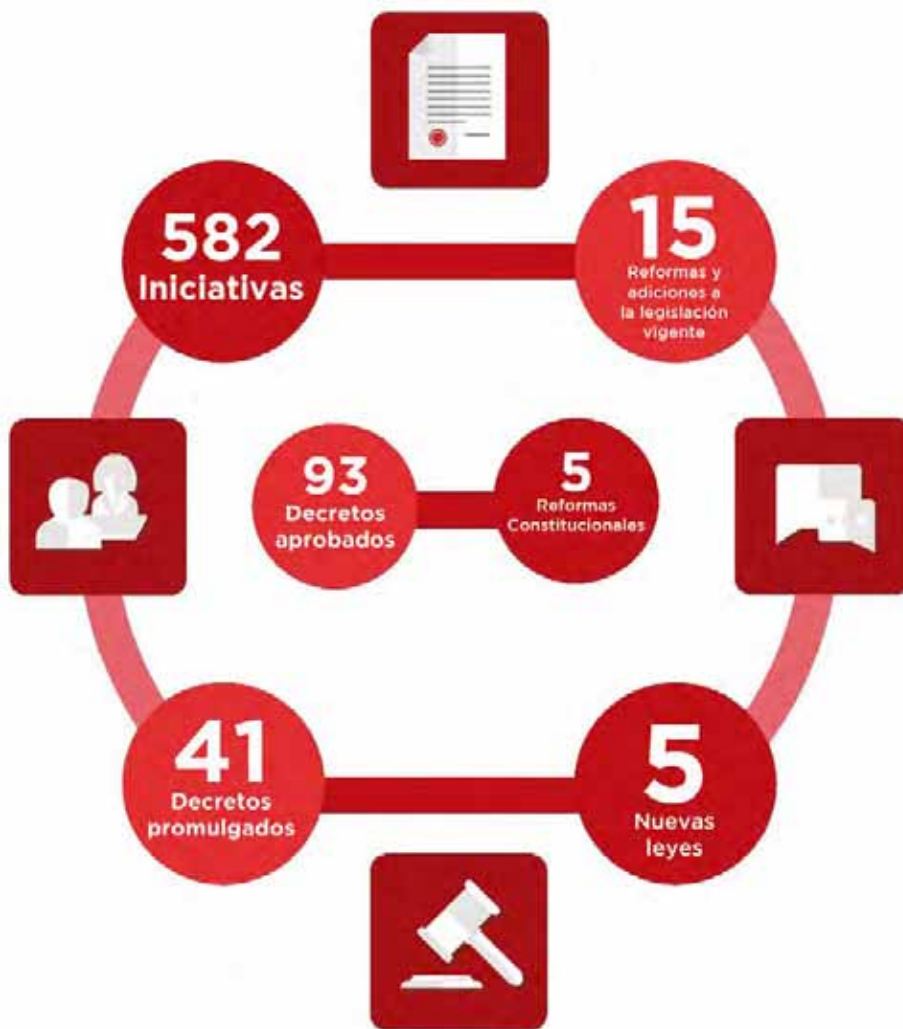 582
Iniciativas
15
Reformas y
adiciones a
la legislación
vigente
93
Decretos
aprobados
5
Reformas
Constitucionales
41
Decretos
promulgados
5
Nuevas
leyes